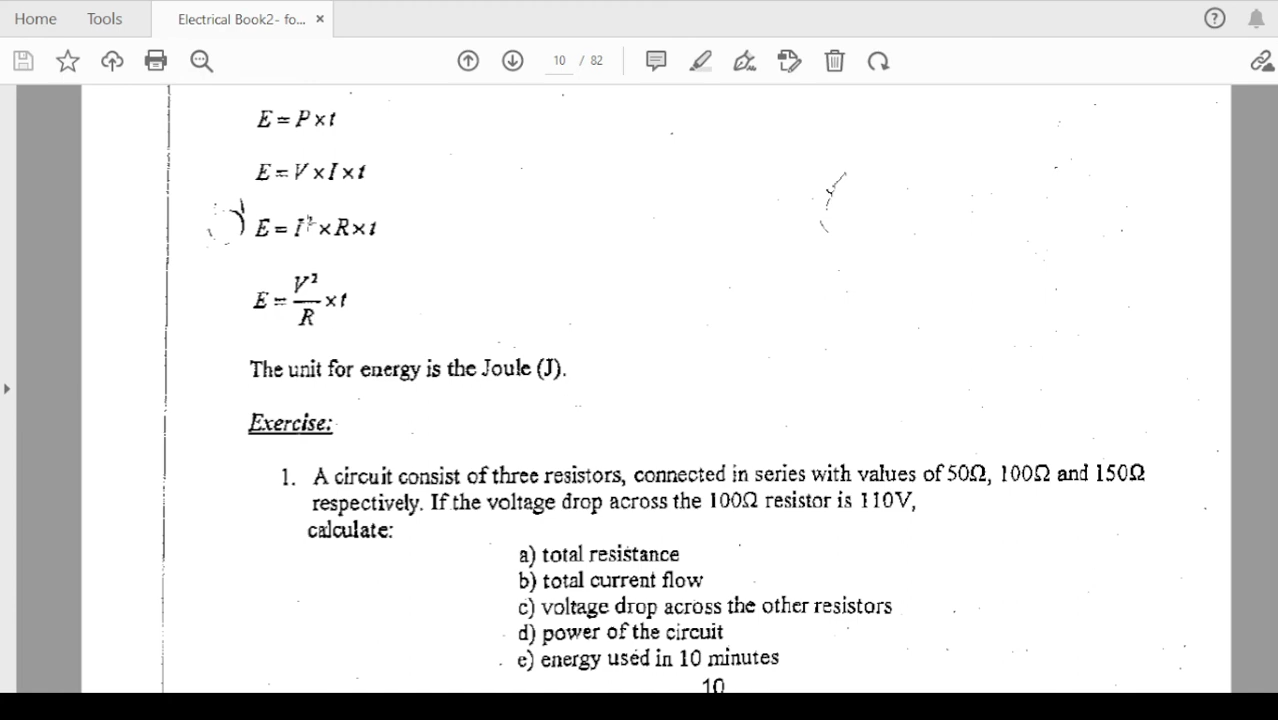 Home Tools Electrical Book2- fo... ×
10 / 82
E = P×t
E = V×I×t
E = I²×R×t
E = V²/R ×t
The unit for energy is the Joule (J).
Exercise:
1. A circuit consist of three resistors, connected in series with values of 50Ω, 100Ω and 150Ω
respectively. If the voltage drop across the 100Ω resistor is 110V,
calculate:
a) total resistance
b) total current flow
c) voltage drop across the other resistors
d) power of the circuit
e) energy used in 10 minutes
10